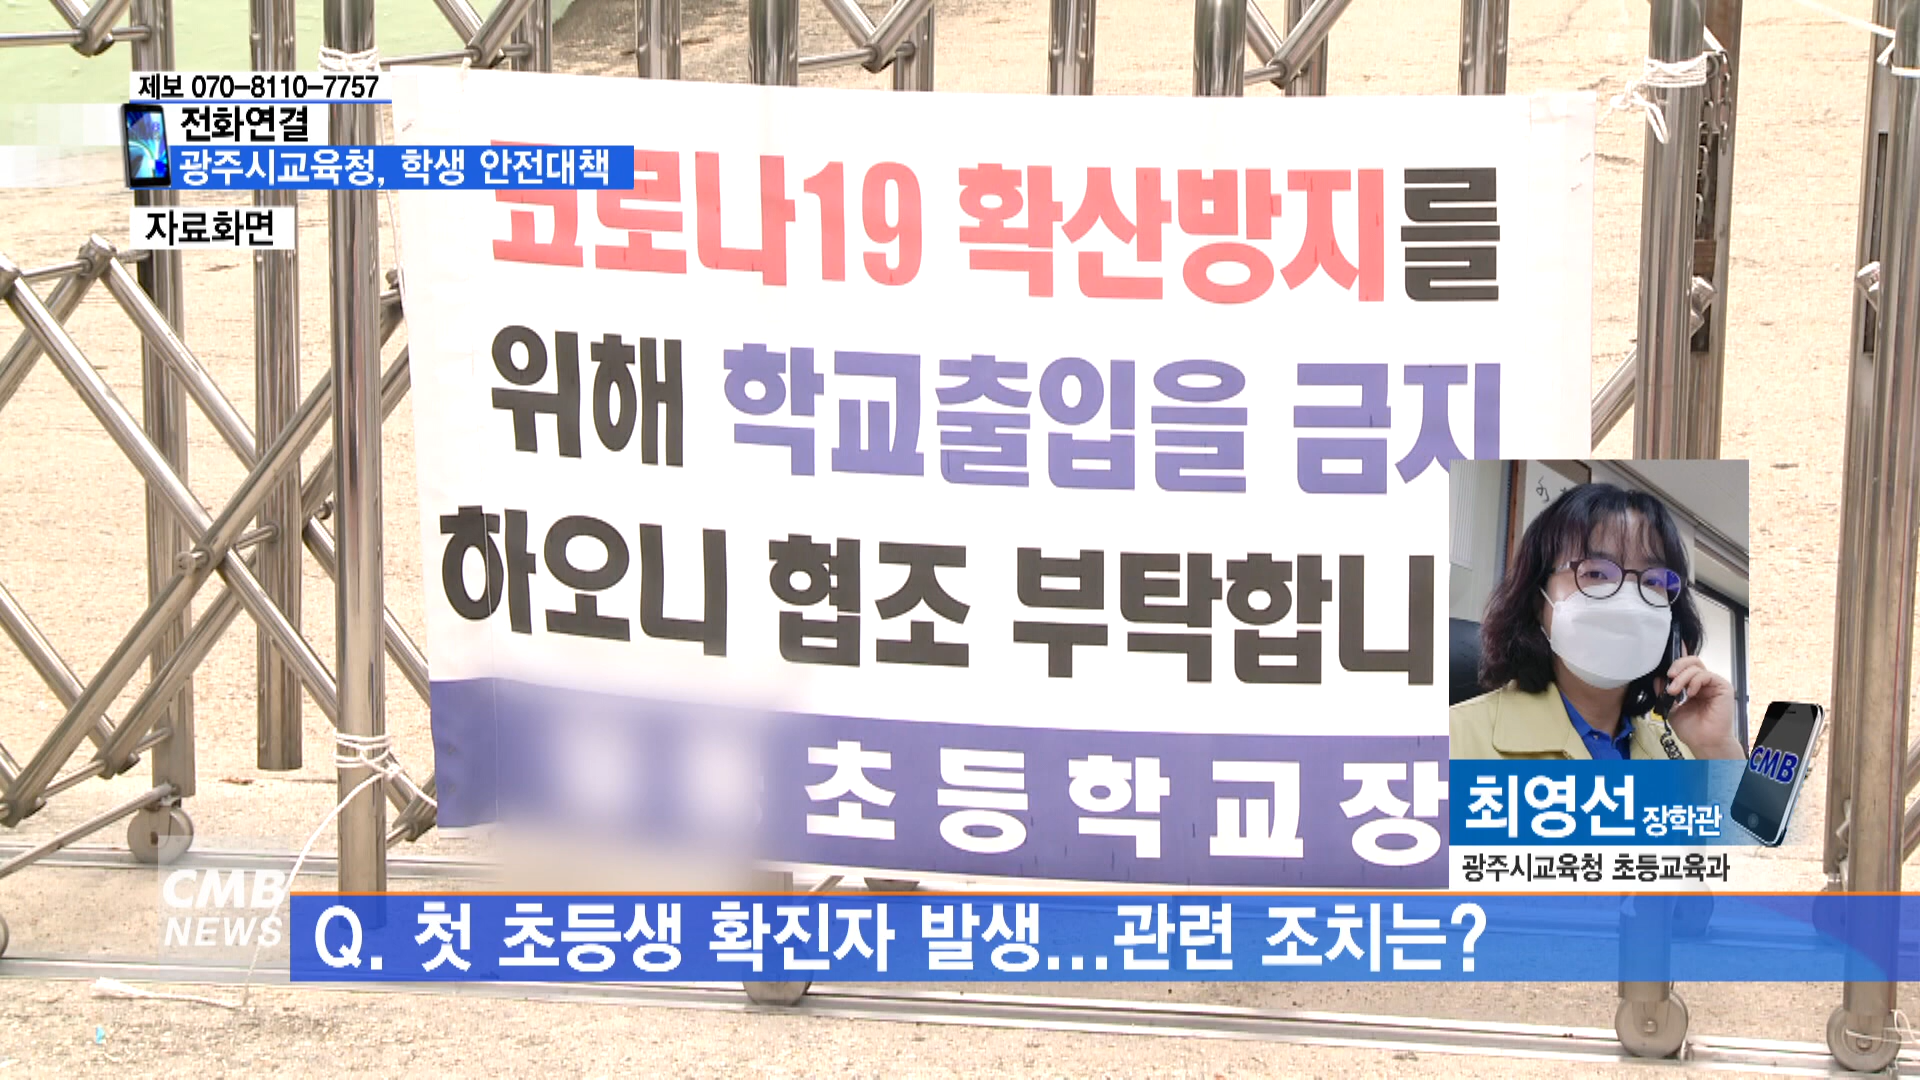 제보 070-8110-7757
전화연결
광주시교육청, 학생 안전대책
자료화면
코로나19 확산방지를
위해 학교출입을 금지
하오니 협조 부탁합니
초등학교장
CMB
최영선 장학관
광주시교육청 초등교육과
CMB
NEWS
Q. 첫 초등생 확진자 발생...관련 조치는?